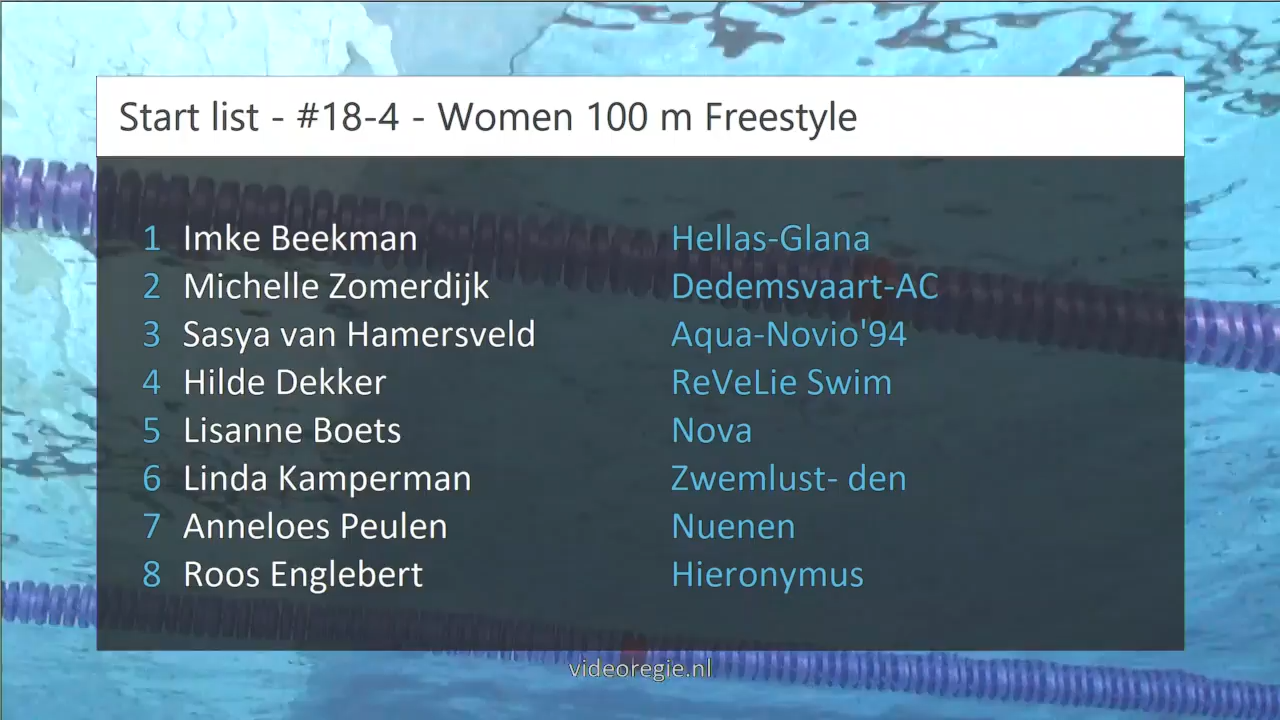 Start list - #18-4 - Women 100 m Freestyle
1 Imke Beekman Hellas-Glana
2 Michelle Zomerdijk Dedemsvaart-AC
3 Sasya van Hamersveld Aqua-Novio'94
4 Hilde Dekker ReVeLie Swim
5 Lisanne Boets Nova
6 Linda Kamperman Zwemlust- den
7 Anneloes Peulen Nuenen
8 Roos Englebert Hieronymus
videoregie.nl